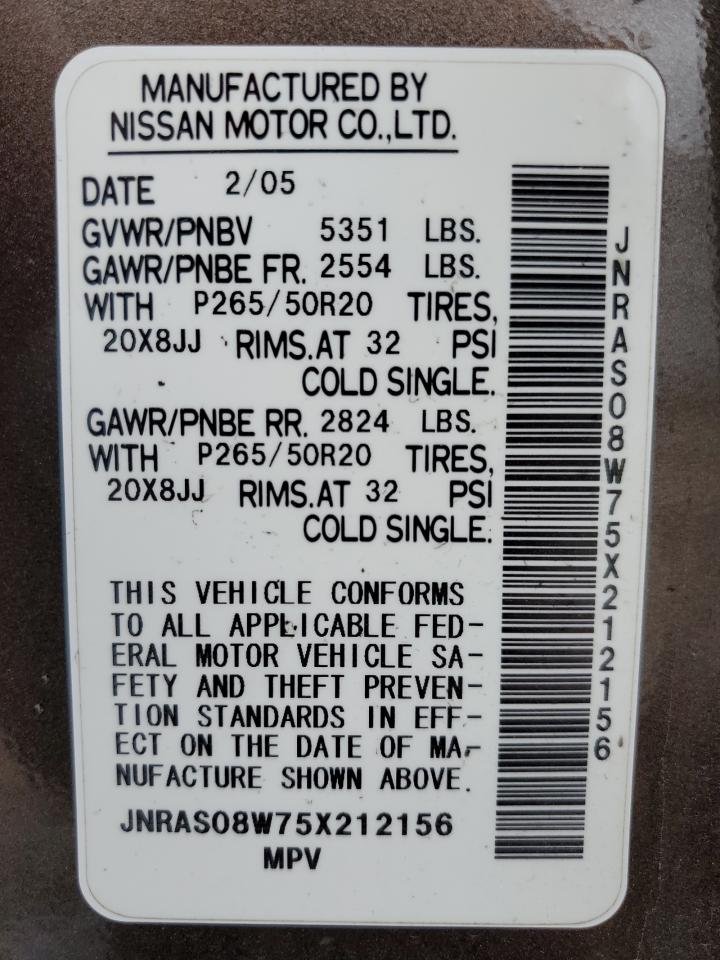 MANUFACTURED BY
NISSAN MOTOR CO.,LTD.
DATE 2/05
GVWR/PNBV 5351 LBS.
GAWR/PNBE FR. 2554 LBS.
WITH P265/50R20 TIRES,
20X8JJ RIMS.AT 32 PSI
COLD SINGLE.
GAWR/PNBE RR. 2824 LBS.
WITH P265/50R20 TIRES,
20X8JJ RIMS.AT 32 PSI
COLD SINGLE.
THIS VEHICLE CONFORMS
TO ALL APPLICABLE FED-
ERAL MOTOR VEHICLE SA-
FETY AND THEFT PREVEN-
TION STANDARDS IN EFF-
ECT ON THE DATE OF MA-
NUFACTURE SHOWN ABOVE.
JNRAS08W75X212156
MPV
JNRAS08W75X212156